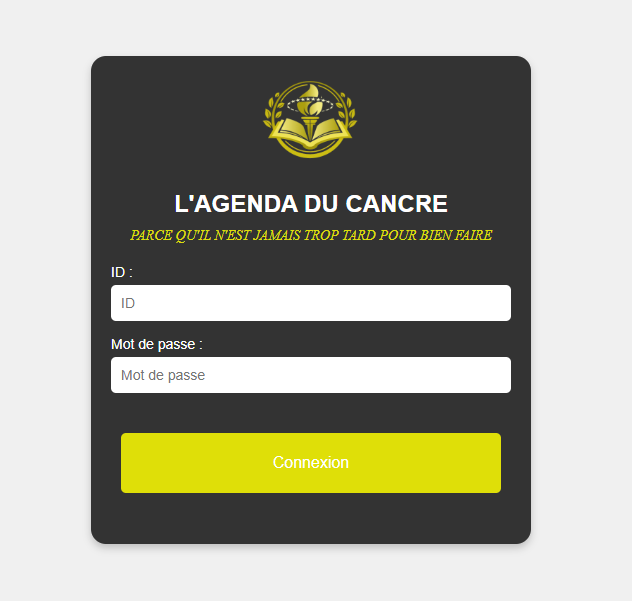 L'AGENDA DU CANCRE
PARCE QU'IL N'EST JAMAIS TROP TARD POUR BIEN FAIRE
ID :
ID
Mot de passe :
Mot de passe
Connexion